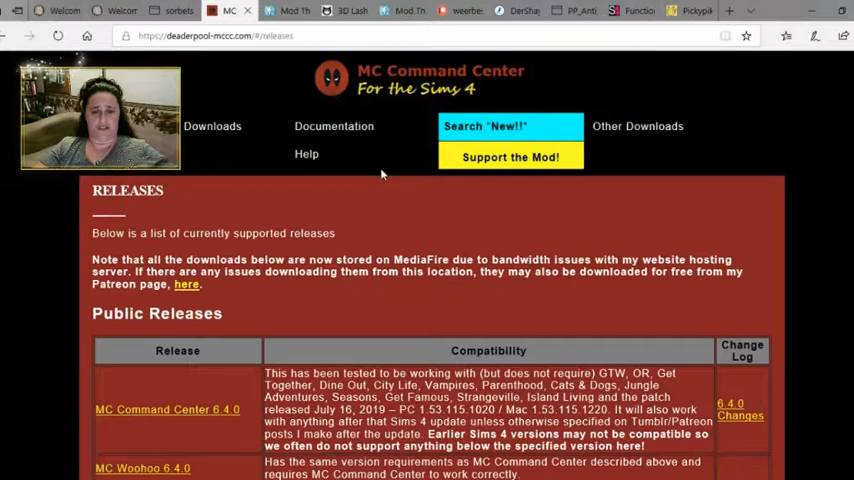 Welcom
Welcom
sorbets
MC
Mod Th
3D Lash
Mod.Th
weerbe
DerSha
PP_Anti
Function
Pickypik
https://deaderpool-mccc.com/#/releases
MC Command Center
For the Sims 4
Downloads
Documentation
Search "New!!"
Other Downloads
Help
Support the Mod!
RELEASES
Below is a list of currently supported releases
Note that all the downloads below are now stored on MediaFire due to bandwidth issues with my website hosting
server. If there are any issues downloading them from this location, they may also be downloaded for free from my
Patreon page, here.
Public Releases
Release
Compatibility
Change
Log
MC Command Center 6.4.0
This has been tested to be working with (but does not require) GTW, OR, Get
Together, Dine Out, City Life, Vampires, Parenthood, Cats & Dogs, Jungle
Adventures, Seasons, Get Famous, Strangeville, Island Living and the patch
released July 16, 2019 – PC 1.53.115.1020 / Mac 1.53.115.1220. It will also work
with anything after that Sims 4 update unless otherwise specified on Tumblr/Patreon
posts I make after the update. Earlier Sims 4 versions may not be compatible so
we often do not support anything below the specified version here!
6.4.0
Changes
MC Woohoo 6.4.0
Has the same version requirements as MC Command Center described above and
requires MC Command Center to work correctly.